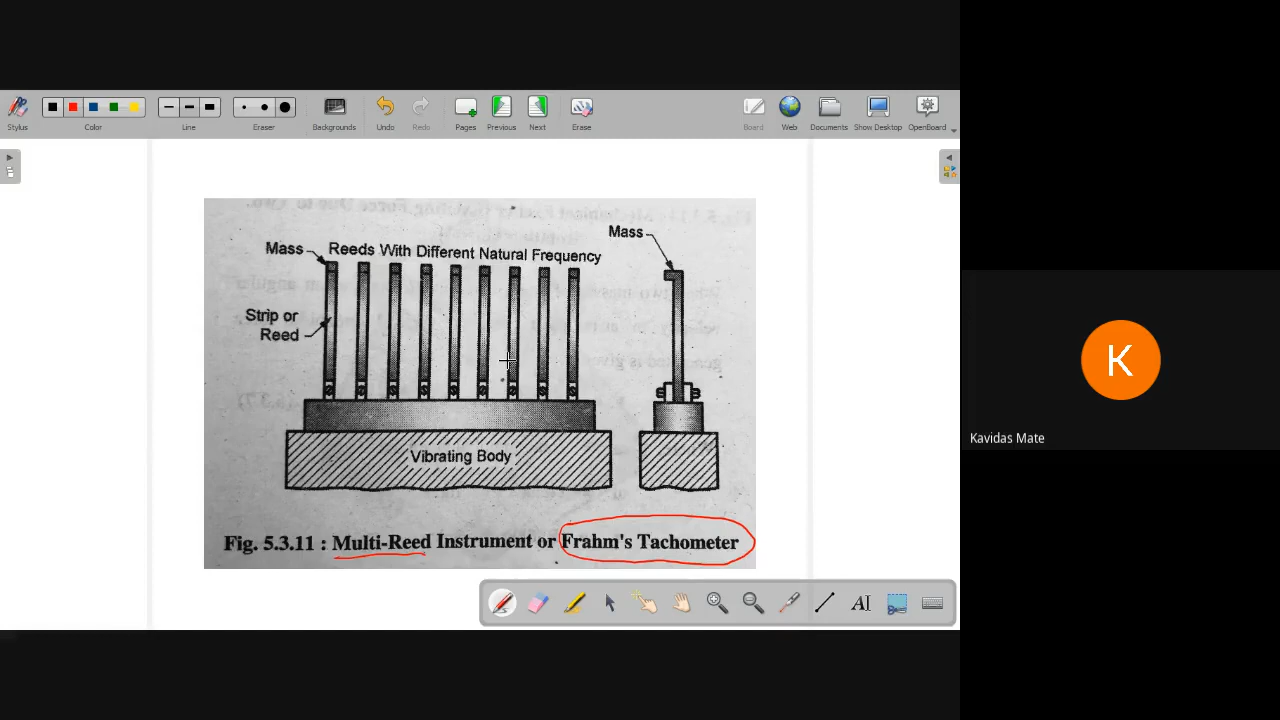 Stylus
Color
Line
Eraser
Backgrounds
Undo
Redo
Pages
Previous
Next
Erase
Board
Web
Documents
Show Desktop
OpenBoard
Mass
Reeds With Different Natural Frequency
Mass
Strip or
Reed
Vibrating Body
Fig. 5.3.11 : Multi-Reed Instrument or Frahm's Tachometer
AI
K
Kavidas Mate